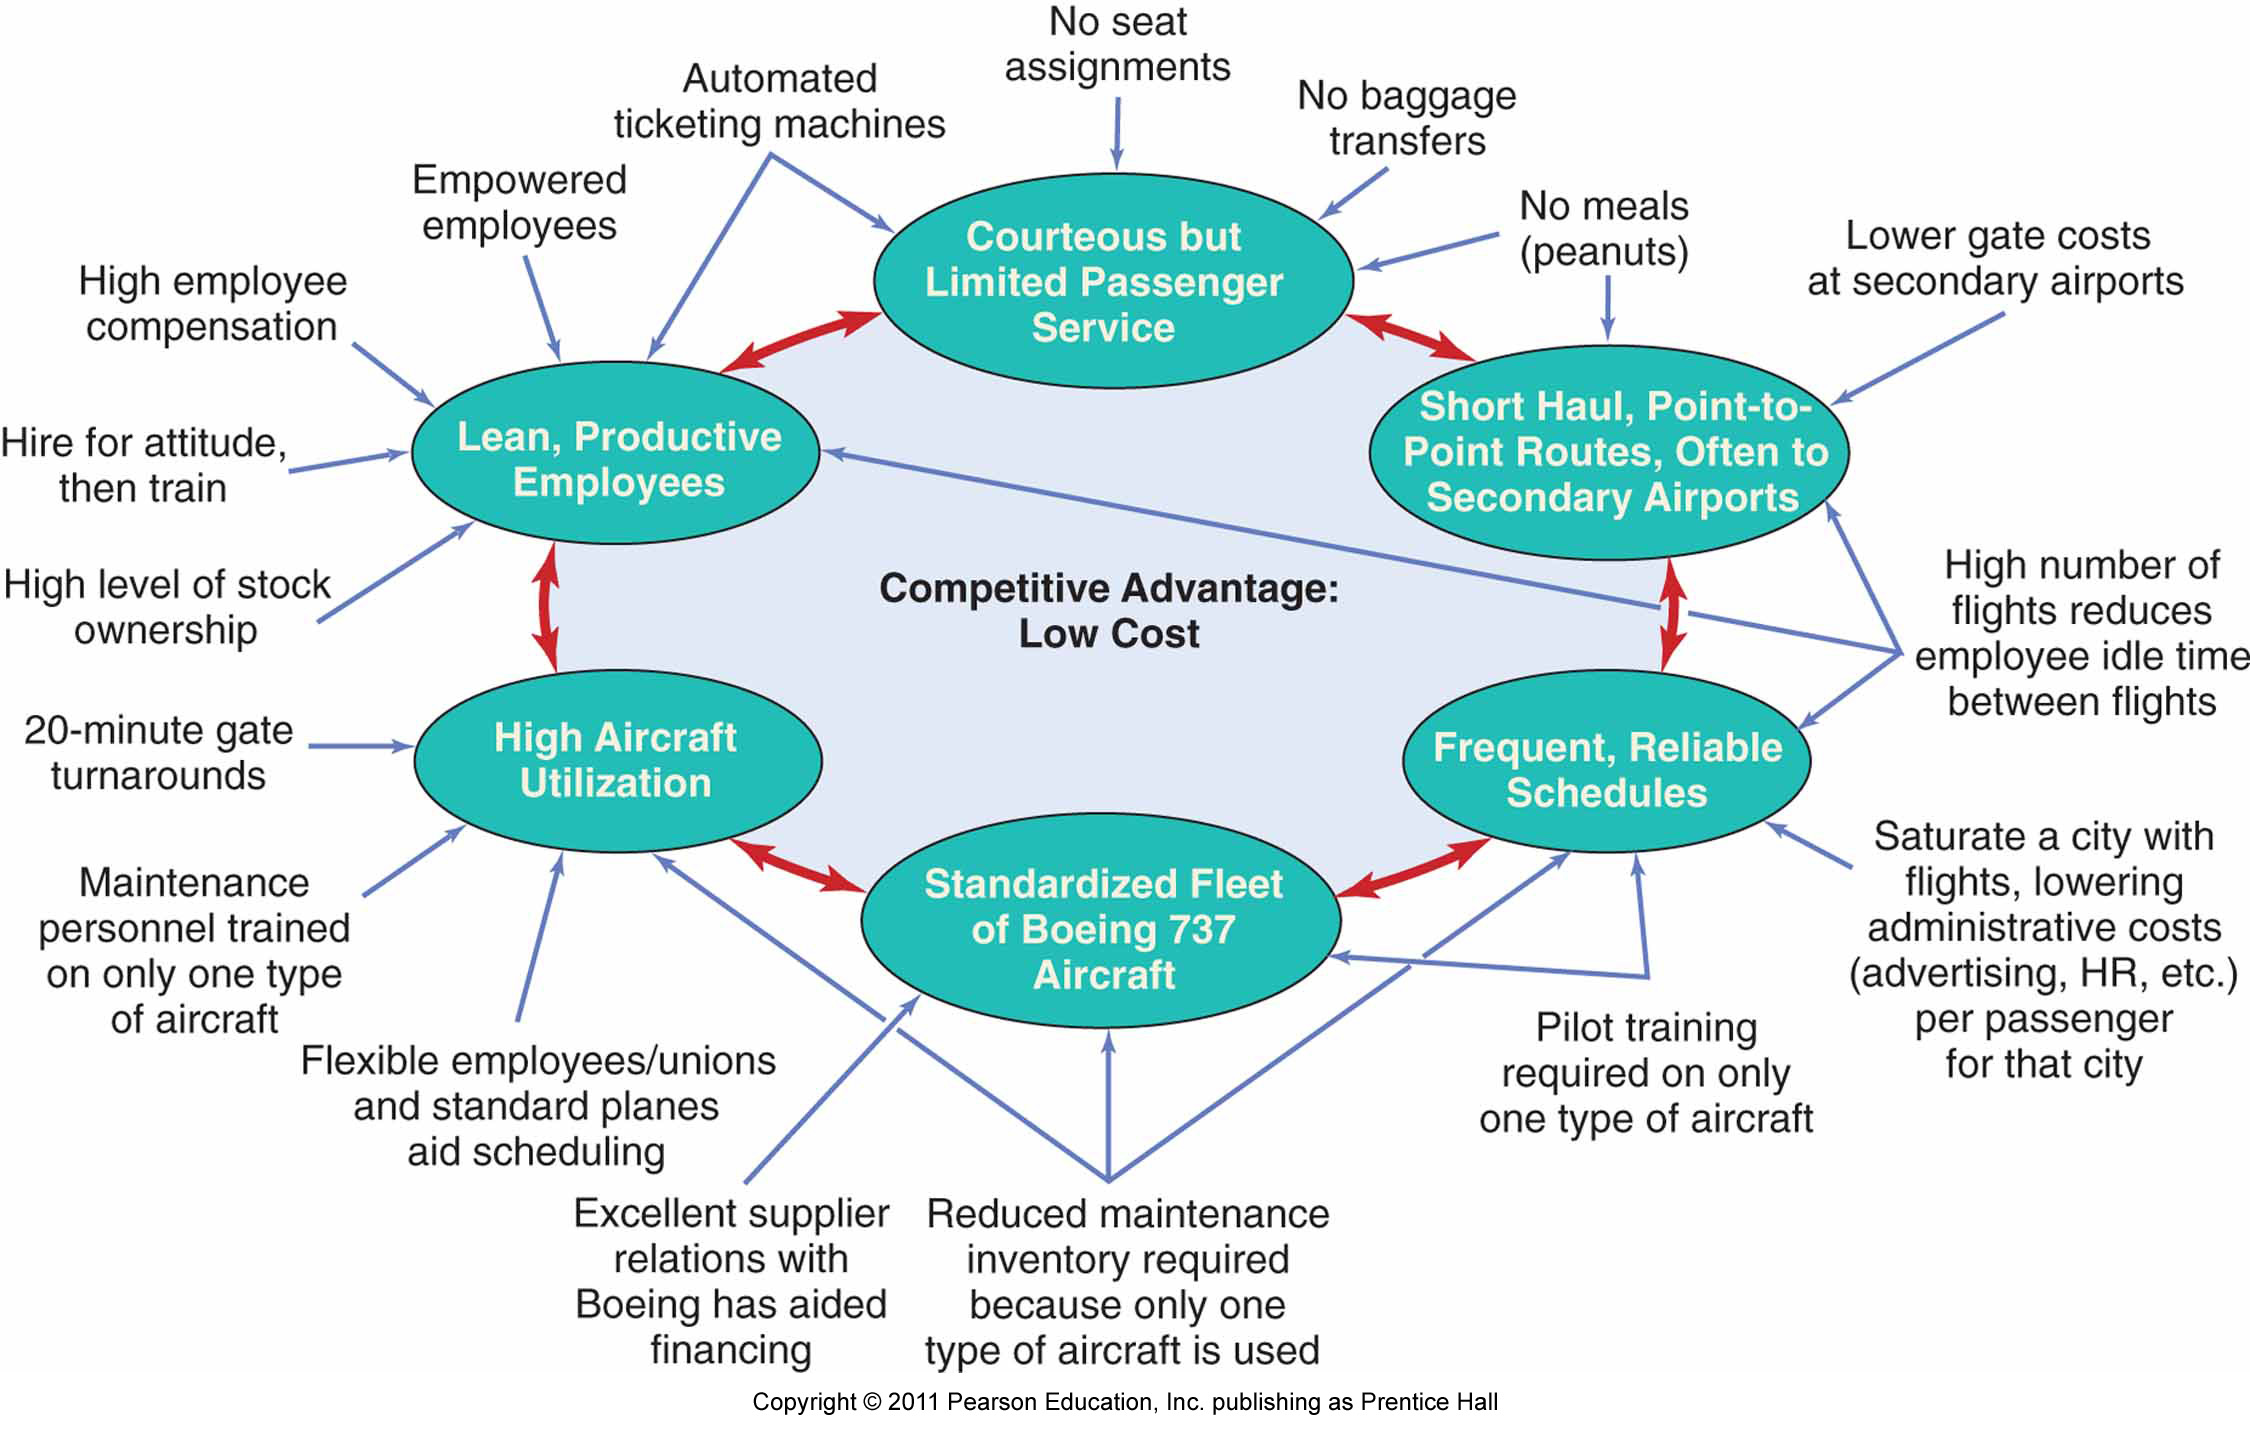 No seat
assignments
Automated
ticketing machines
No baggage
transfers
Empowered
employees
No meals
(peanuts)
Lower gate costs
at secondary airports
High employee
compensation
Courteous but
Limited Passenger
Service
Hire for attitude,
then train
Lean, Productive
Employees
Short Haul, Point-to-
Point Routes, Often to
Secondary Airports
High level of stock
ownership
Competitive Advantage:
Low Cost
High number of
flights reduces
employee idle time
between flights
20-minute gate
turnarounds
High Aircraft
Utilization
Frequent, Reliable
Schedules
Standardized Fleet
of Boeing 737
Aircraft
Maintenance
personnel trained
on only one type
of aircraft
Saturate a city with
flights, lowering
administrative costs
(advertising, HR, etc.)
per passenger
for that city
Flexible employees/unions
and standard planes
aid scheduling
Pilot training
required on only
one type of aircraft
Excellent supplier
relations with
Boeing has aided
financing
Reduced maintenance
inventory required
because only one
type of aircraft is used
Copyright © 2011 Pearson Education, Inc. publishing as Prentice Hall